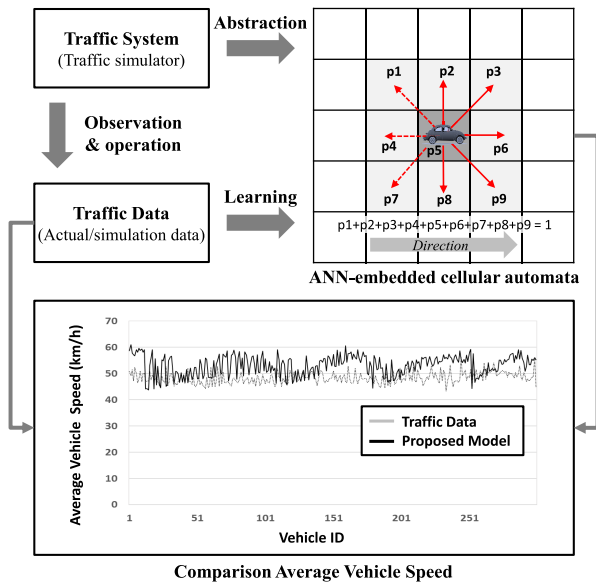 Traffic System
(Traffic simulator)
Abstraction
Observation
& operation
Traffic Data
(Actual/simulation data)
Learning
p1
p2
p3
p4
p5
p6
p7
p8
p9
p1+p2+p3+p4+p5+p6+p7+p8+p9 = 1
Direction
ANN-embedded cellular automata
Average Vehicle Speed (km/h)
70
60
50
40
30
20
10
0
1
51
101
151
201
251
Vehicle ID
Traffic Data
Proposed Model
Comparison Average Vehicle Speed